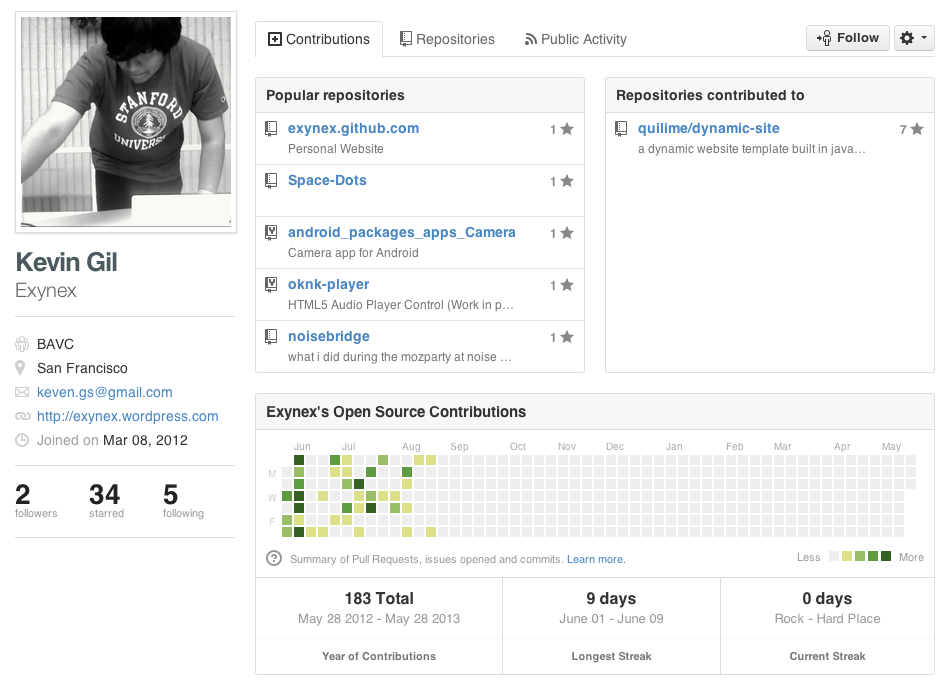 STANFORD
UNIVERS
Kevin Gil
Exynex
BAVC
San Francisco
keven.gs@gmail.com
http://exynex.wordpress.com
Joined on Mar 08, 2012
2 34 5
followers starred following
Contributions Repositories Public Activity Follow
Popular repositories
exynex.github.com 1
Personal Website
Space-Dots 1
android_packages_apps_Camera 1
Camera app for Android
oknk-player 1
HTML5 Audio Player Control (Work in p…
noisebridge 1
what i did during the mozparty at noise …
Repositories contributed to
quilime/dynamic-site 7
a dynamic website template built in java…
Exynex's Open Source Contributions
Jun Jul Aug Sep Oct Nov Dec Jan Feb Mar Apr May
M
W
F
? Summary of Pull Requests, issues opened and commits. Learn more. Less More
183 Total 9 days 0 days
May 28 2012 - May 28 2013 June 01 - June 09 Rock - Hard Place
Year of Contributions Longest Streak Current Streak